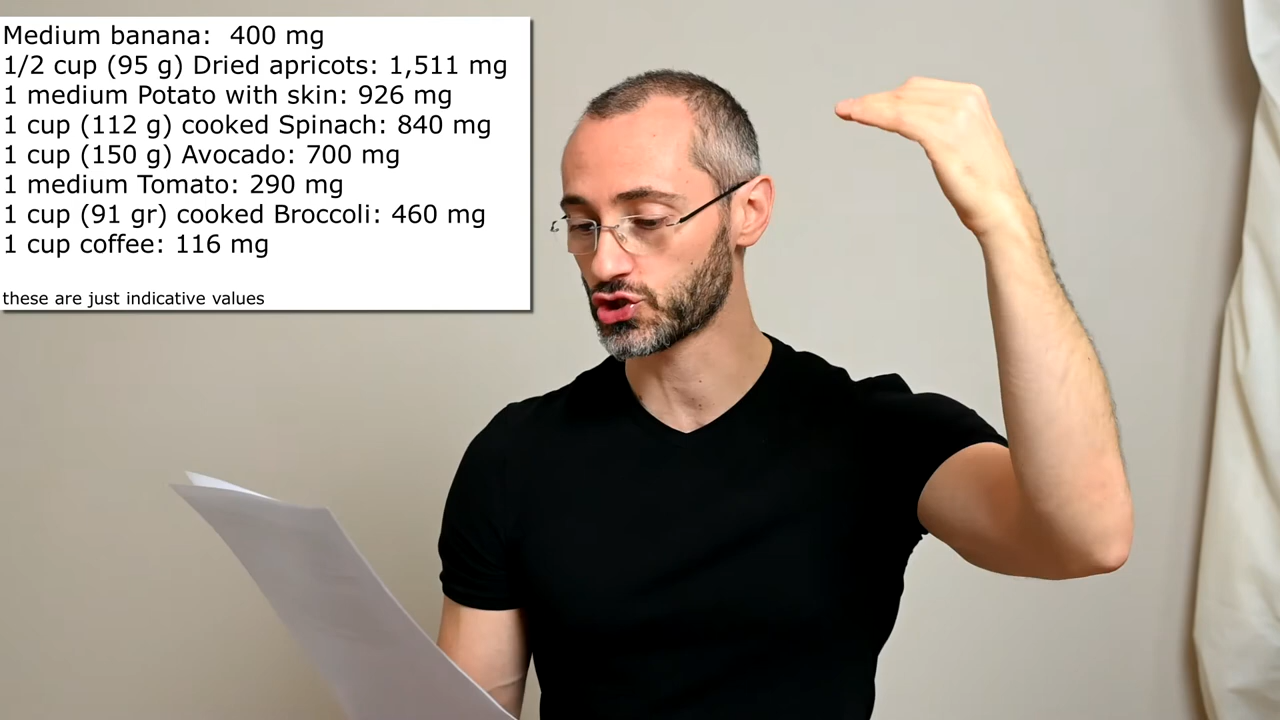 Medium banana:  400 mg
1/2 cup (95 g) Dried apricots: 1,511 mg
1 medium Potato with skin: 926 mg
1 cup (112 g) cooked Spinach: 840 mg
1 cup (150 g) Avocado: 700 mg
1 medium Tomato: 290 mg
1 cup (91 gr) cooked Broccoli: 460 mg
1 cup coffee: 116 mg
these are just indicative values